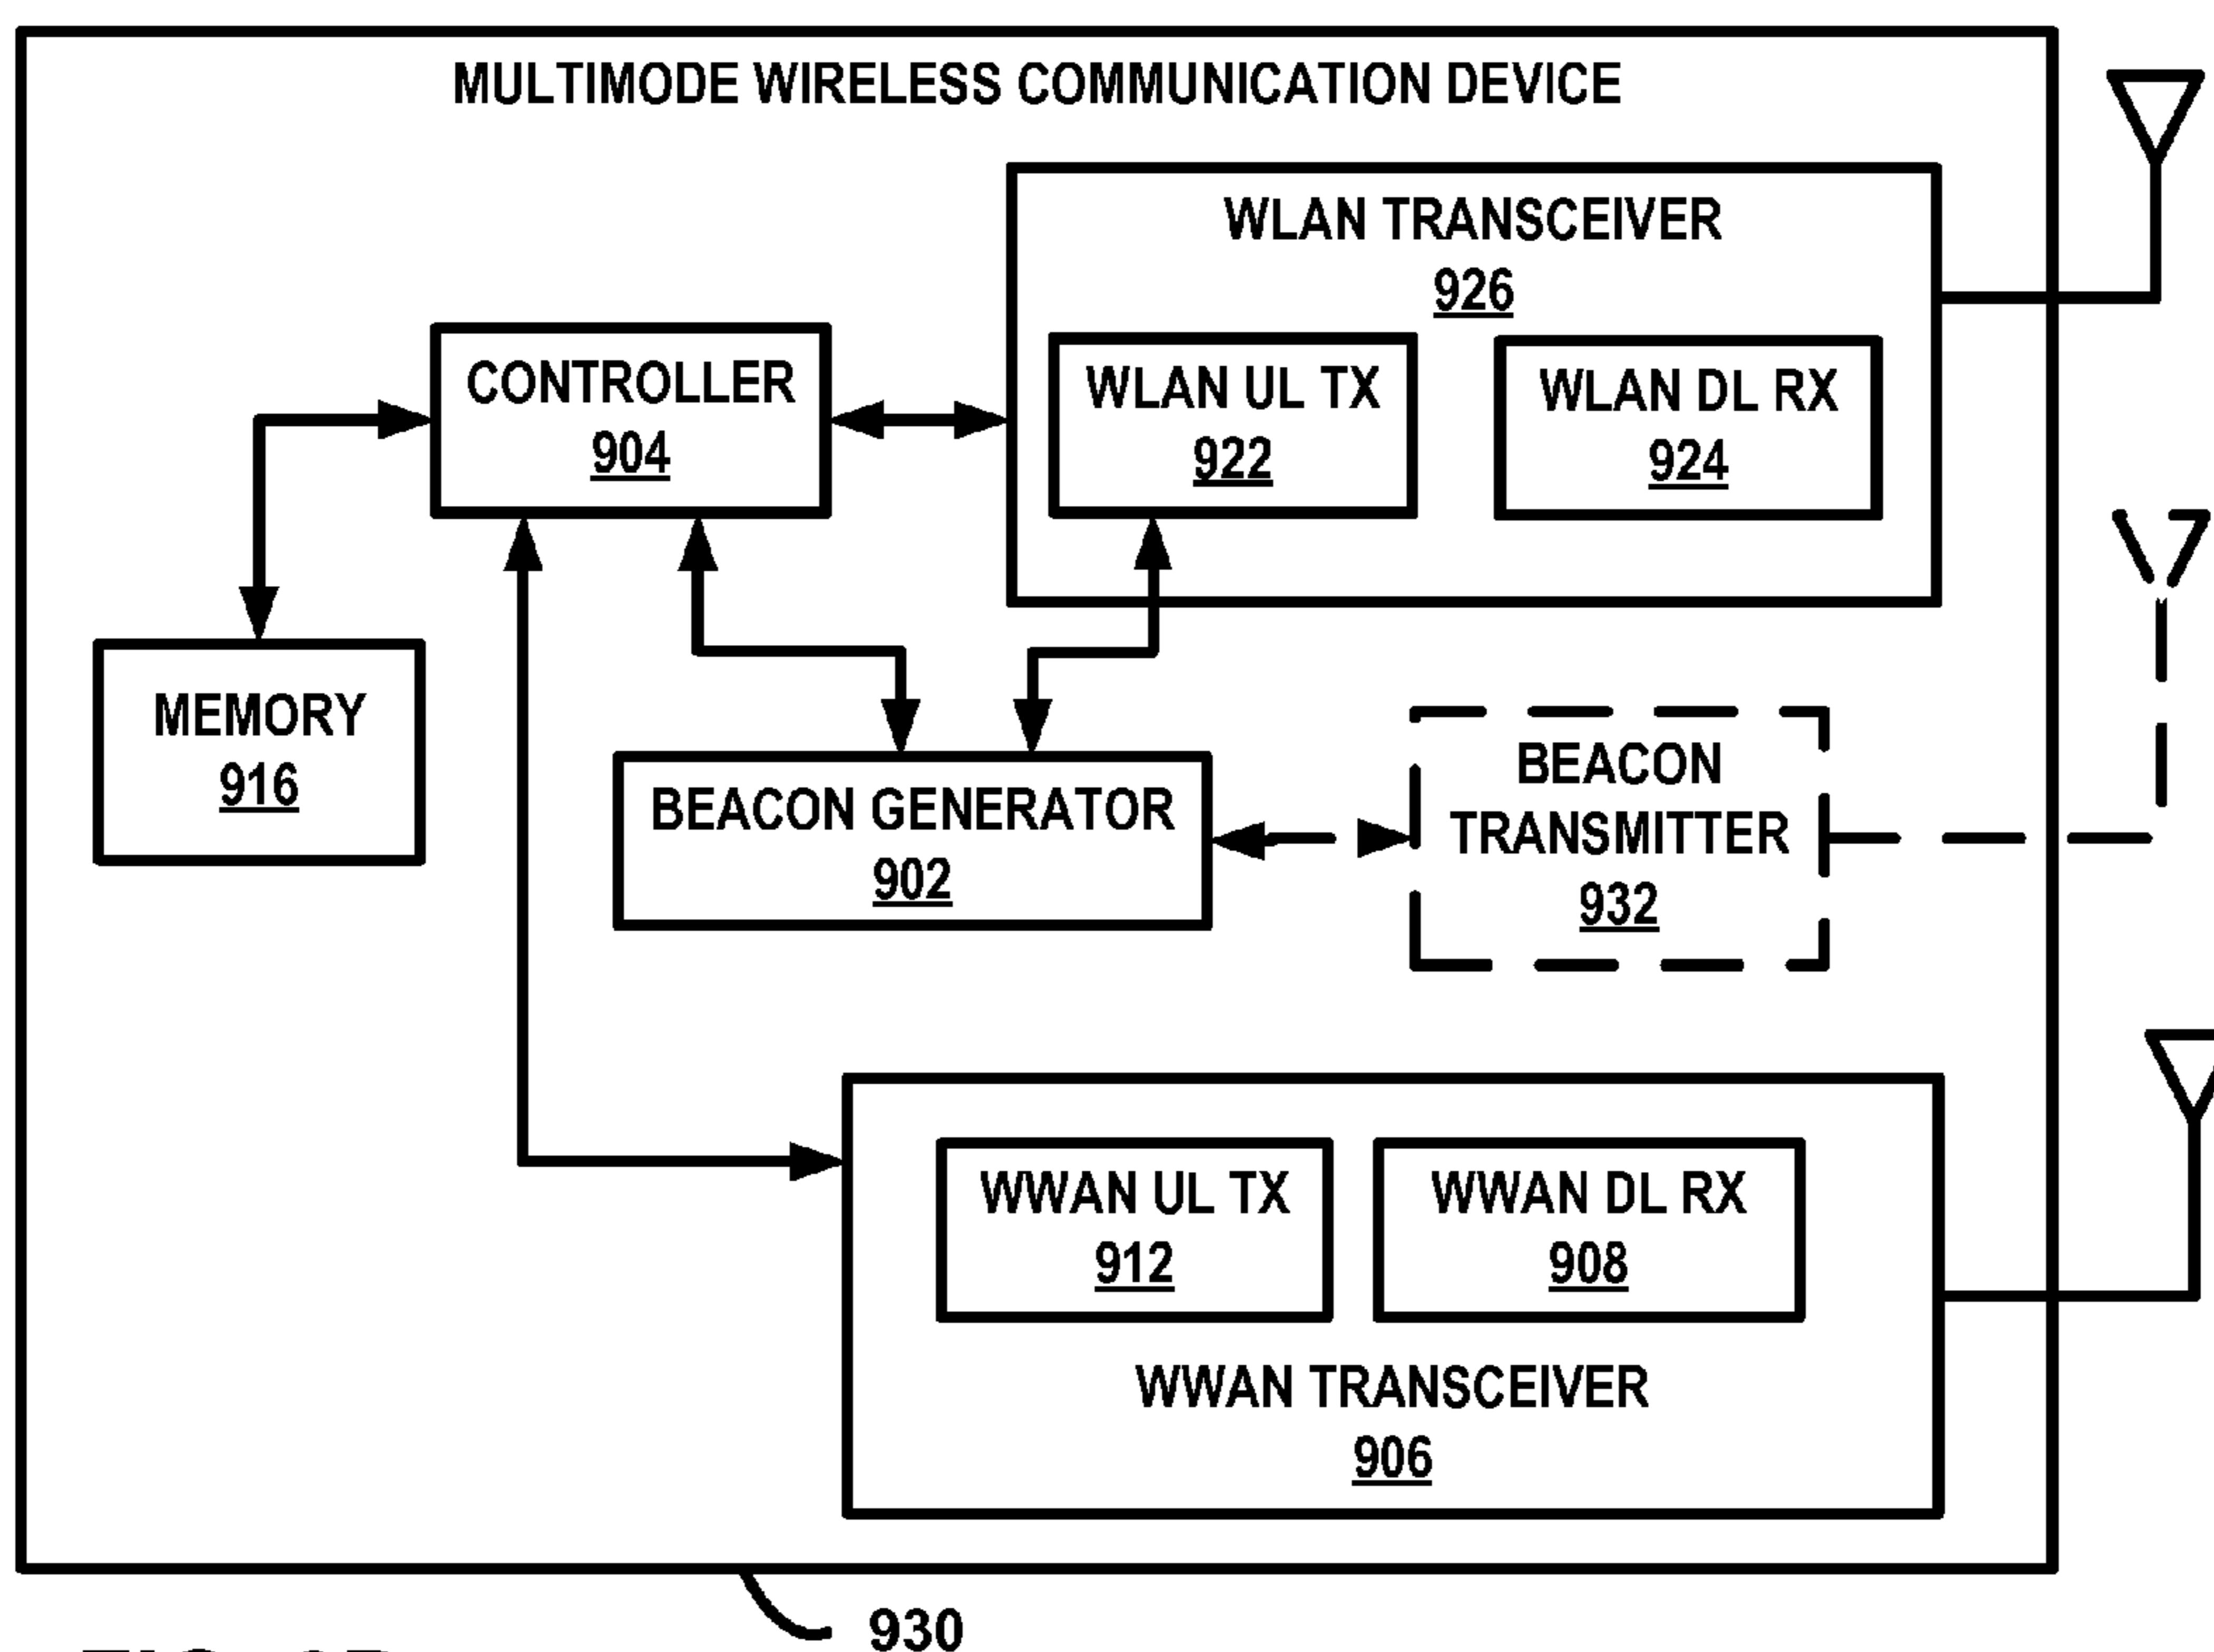 MULTIMODE WIRELESS COMMUNICATION DEVICE
WLAN TRANSCEIVER
926
CONTROLLER
904
WLAN UL TX
922
WLAN DL RX
924
MEMORY
916
BEACON GENERATOR
902
BEACON
TRANSMITTER
932
WWAN UL TX
912
WWAN DL RX
908
WWAN TRANSCEIVER
906
930